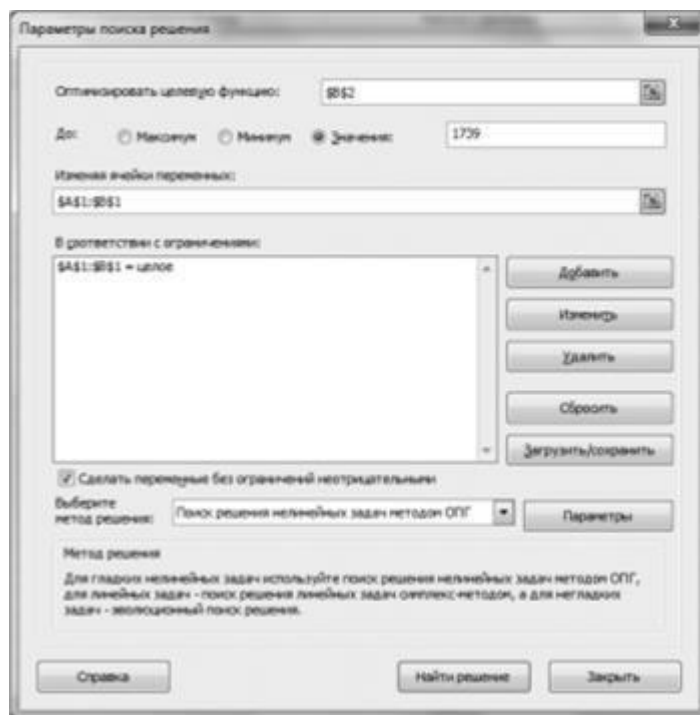 Параметры поиска решения
Оптимизировать целевую функцию: $B$2
До: Максимум Минимум Значения: 1739
Изменяя ячейки переменных:
$A$1:$B$1
В соответствии с ограничениями:
$A$1:$B$1 = целое
Добавить
Изменить
Удалить
Сбросить
Загрузить/сохранить
Сделать переменные без ограничений неотрицательными
Выберите
метод решения: Поиск решения нелинейных задач методом ОПГ Параметры
Метод решения
Для гладких нелинейных задач используйте поиск решения нелинейных задач методом ОПГ,
для линейных задач - поиск решения линейных задач симплекс-методом, а для негладких
задач - эволюционный поиск решения.
Справка Найти решение Закрыть